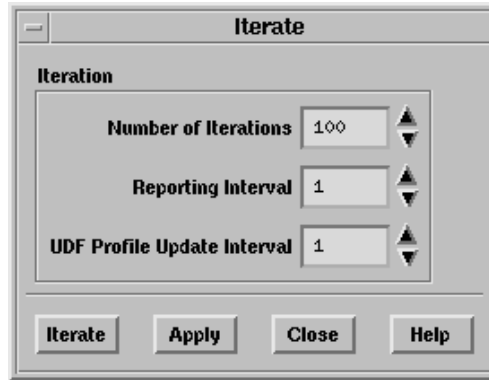 Iterate
Iteration
Number of Iterations 100
Reporting Interval 1
UDF Profile Update Interval 1
Iterate Apply Close Help